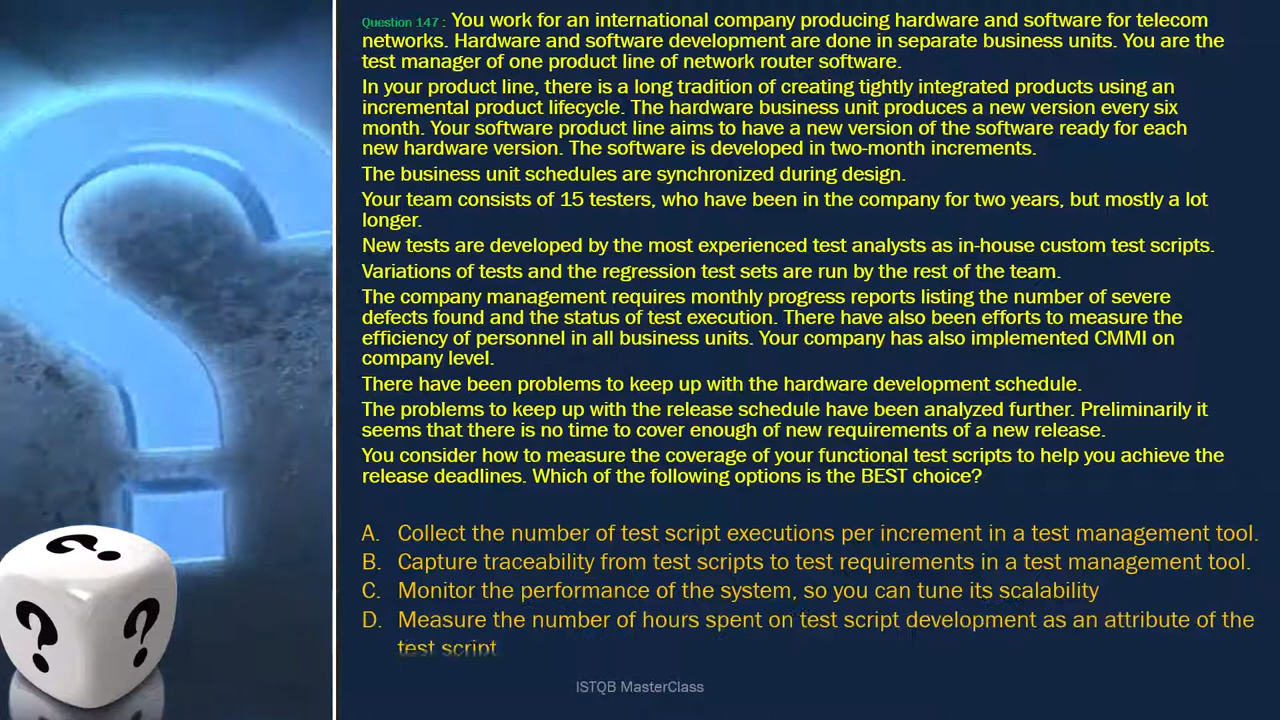 Question 147 : You work for an international company producing hardware and software for telecom
networks. Hardware and software development are done in separate business units. You are the
test manager of one product line of network router software.
In your product line, there is a long tradition of creating tightly integrated products using an
incremental product lifecycle. The hardware business unit produces a new version every six
month. Your software product line aims to have a new version of the software ready for each
new hardware version. The software is developed in two-month increments.
The business unit schedules are synchronized during design.
Your team consists of 15 testers, who have been in the company for two years, but mostly a lot
longer.
New tests are developed by the most experienced test analysts as in-house custom test scripts.
Variations of tests and the regression test sets are run by the rest of the team.
The company management requires monthly progress reports listing the number of severe
defects found and the status of test execution. There have also been efforts to measure the
efficiency of personnel in all business units. Your company has also implemented CMMI on
company level.
There have been problems to keep up with the hardware development schedule.
The problems to keep up with the release schedule have been analyzed further. Preliminarily it
seems that there is no time to cover enough of new requirements of a new release.
You consider how to measure the coverage of your functional test scripts to help you achieve the
release deadlines. Which of the following options is the BEST choice?
A. Collect the number of test script executions per increment in a test management tool.
B. Capture traceability from test scripts to test requirements in a test management tool.
C. Monitor the performance of the system, so you can tune its scalability
D. Measure the number of hours spent on test script development as an attribute of the
test script
ISTQB MasterClass